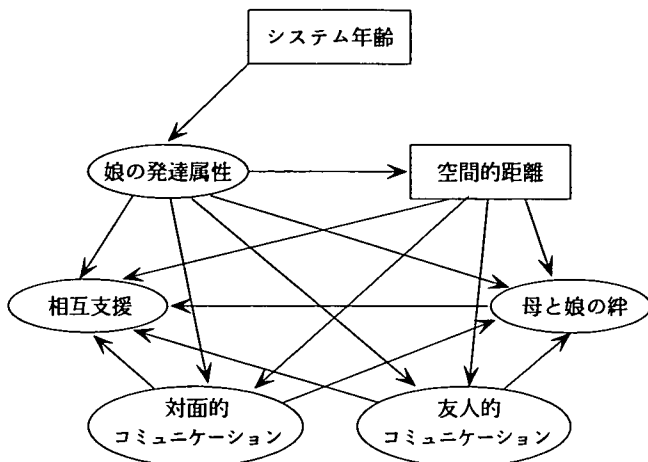 システム年齢
娘の発達属性
空間的距離
相互支援
母と娘の絆
対面的
コミュニケーション
友人的
コミュニケーション